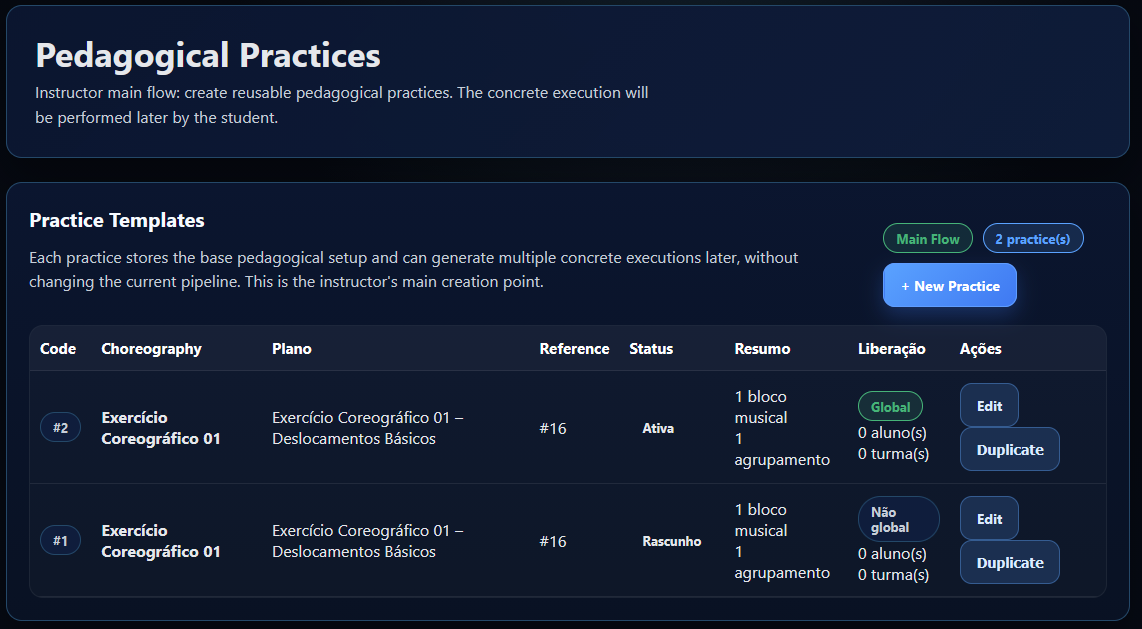 Pedagogical Practices
Instructor main flow: create reusable pedagogical practices. The concrete execution will
be performed later by the student.
Practice Templates
Main Flow
2 practice(s)
Each practice stores the base pedagogical setup and can generate multiple concrete executions later, without
changing the current pipeline. This is the instructor's main creation point.
+ New Practice
Code Choreography Plano Reference Status Resumo Liberação Ações
#2
Exercício
Coreográfico 01
Exercício Coreográfico 01 –
Deslocamentos Básicos
#16
Ativa
1 bloco
musical
1
agrupamento
Global
0 aluno(s)
0 turma(s)
Edit
Duplicate
#1
Exercício
Coreográfico 01
Exercício Coreográfico 01 –
Deslocamentos Básicos
#16
Rascunho
1 bloco
musical
1
agrupamento
Não
global
0 aluno(s)
0 turma(s)
Edit
Duplicate